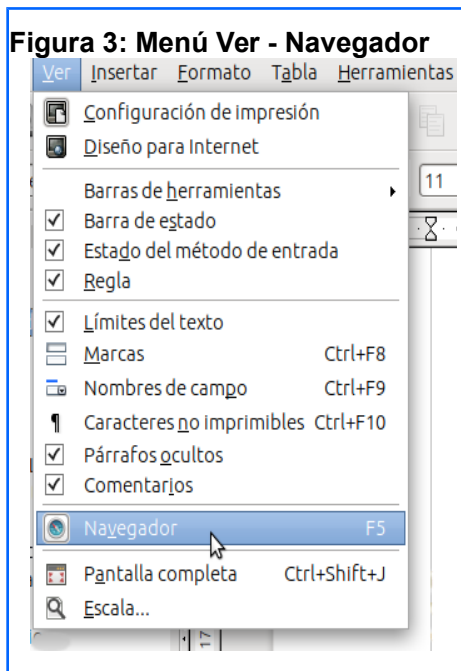 Figura 3: Menú Ver - Navegador
Ver Insertar Formato Tabla Herramientas
Configuración de impresión
Diseño para Internet
Barras de herramientas
11
Barra de estado
Estado del método de entrada
Regla
Límites del texto
Marcas Ctrl+F8
Nombres de campo Ctrl+F9
Caracteres no imprimibles Ctrl+F10
Párrafos ocultos
Comentarios
Navegador F5
Pantalla completa Ctrl+Shift+J
Escala...
17